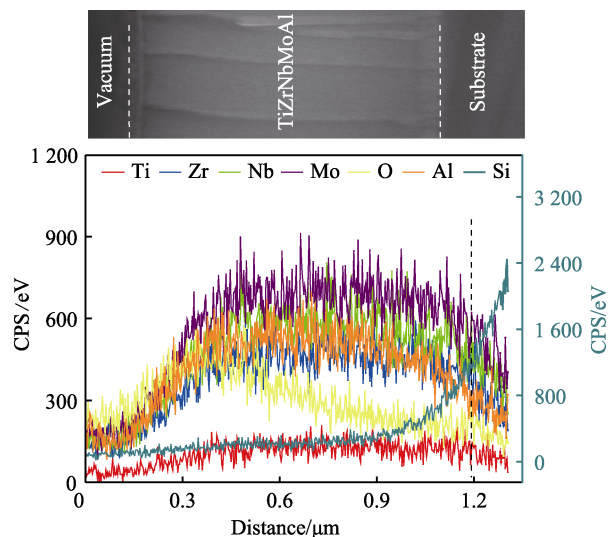 Vacuum
TiZrNbMoAl
Substrate
Ti Zr Nb Mo O Al Si
1 200
900
600
300
0
CPS/eV
3 200
2 400
1 600
800
0
CPS/eV
0 0.3 0.6 0.9 1.2
Distance/μm